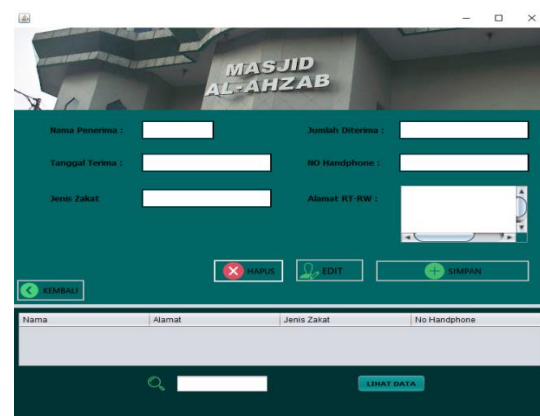 MASJID
AL-AHZAB
Nama Penerima :
Jumlah Diterima :
Tanggal Terima :
NO Handphone :
Jenis Zakat
Alamat RT-RW :
HAPUS
EDIT
SIMPAN
KEMBALI
Nama Alamat Jenis Zakat No Handphone
LIHAT DATA